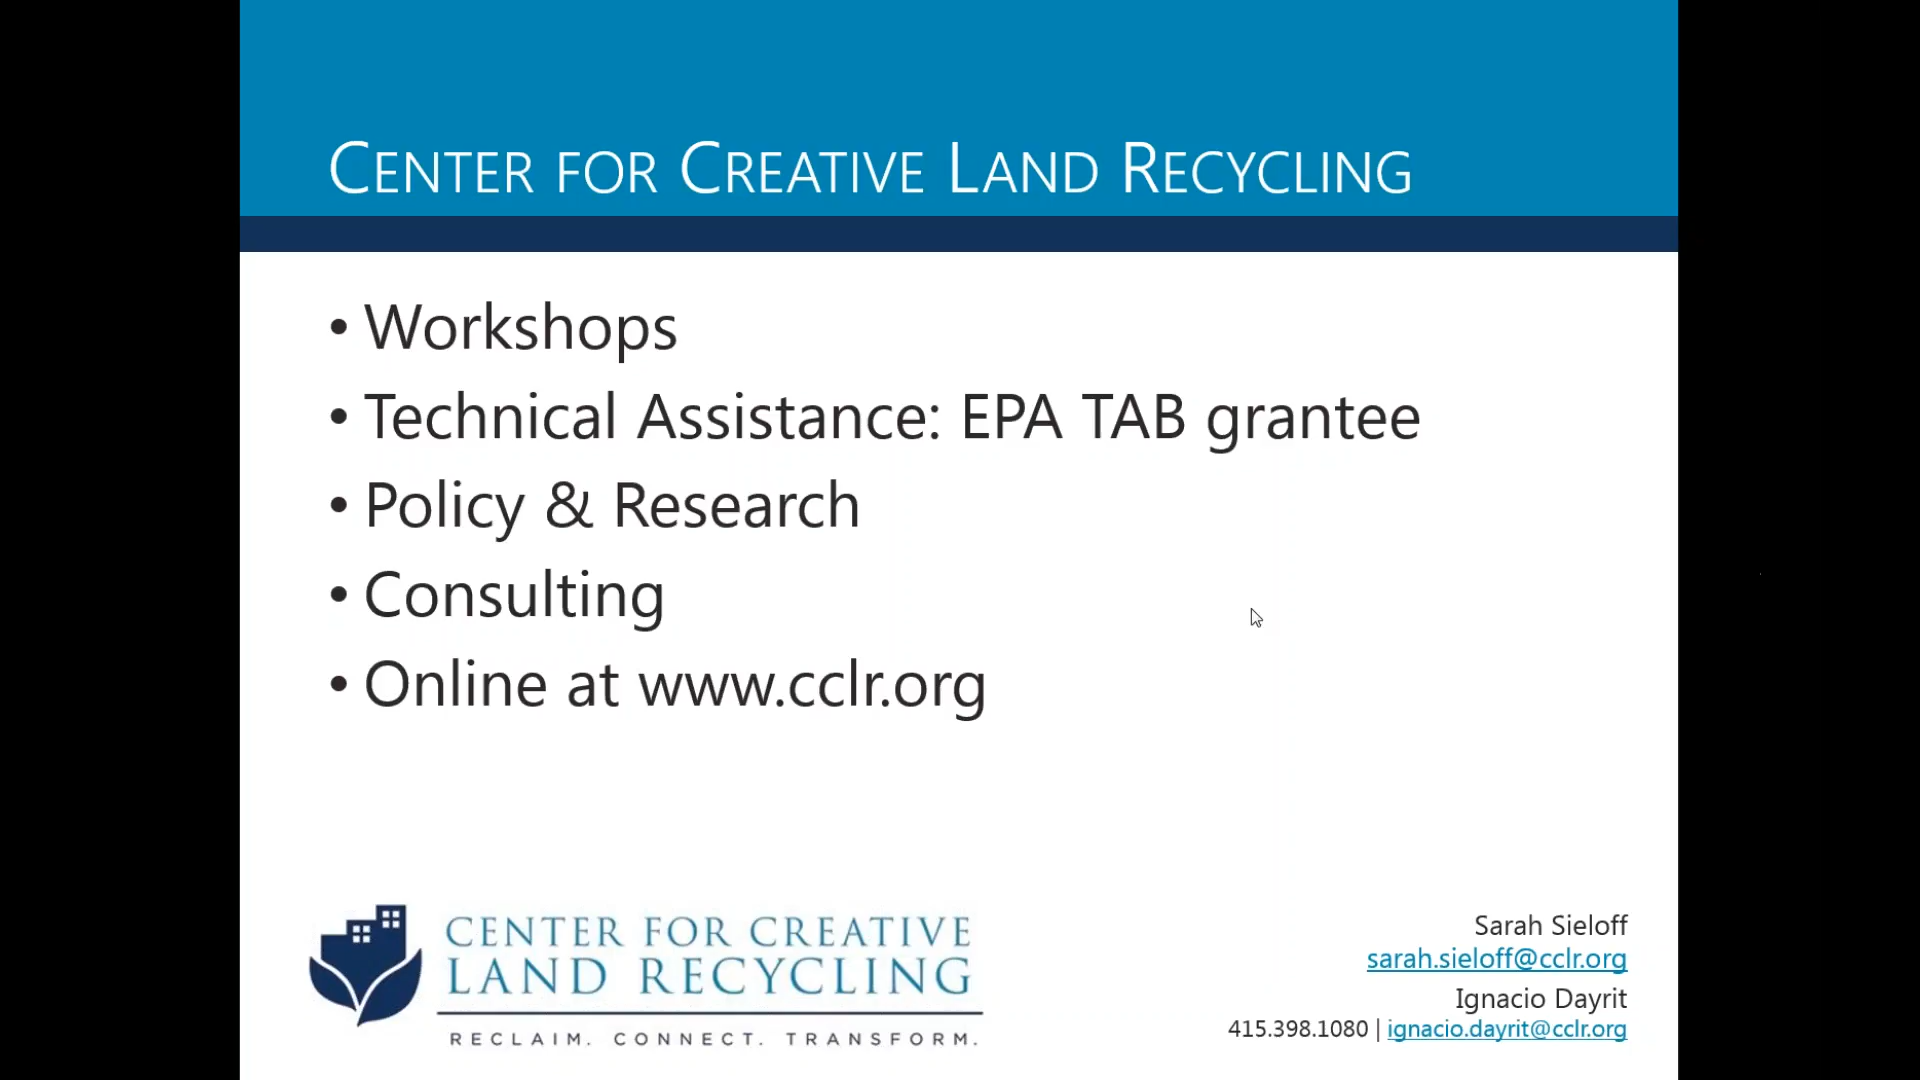 CENTER FOR CREATIVE LAND RECYCLING
• Workshops
• Technical Assistance: EPA TAB grantee
• Policy & Research
• Consulting
• Online at www.cclr.org
CENTER FOR CREATIVE
LAND RECYCLING
RECLAIM. CONNECT. TRANSFORM.
Sarah Sieloff
sarah.sieloff@cclr.org
Ignacio Dayrit
415.398.1080 | ignacio.dayrit@cclr.org